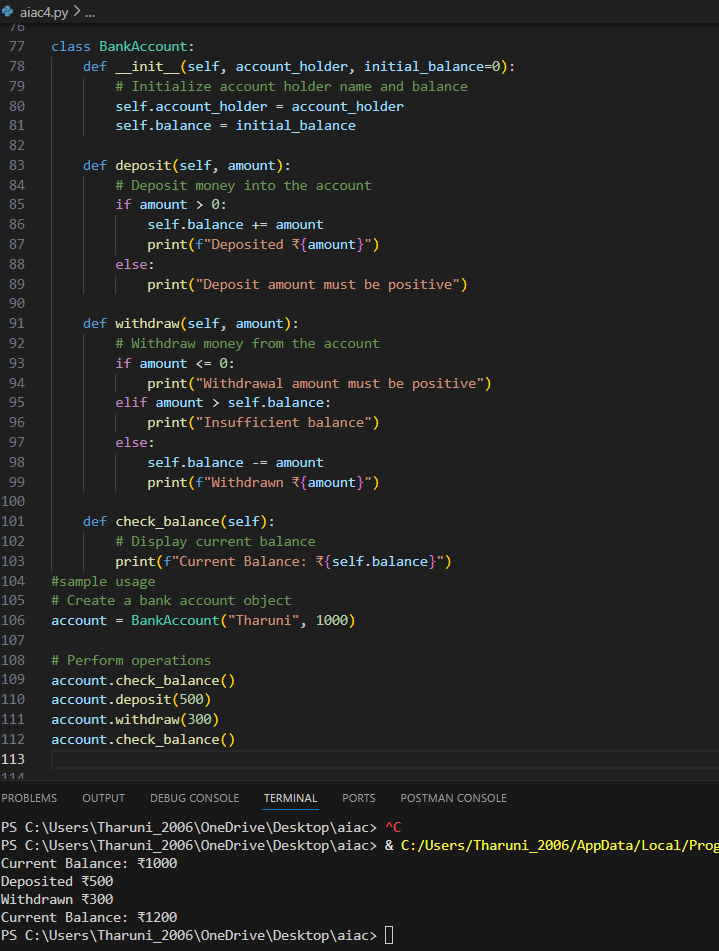 aiac4.py > ...
76
77 class BankAccount:
78     def __init__(self, account_holder, initial_balance=0):
79         # Initialize account holder name and balance
80         self.account_holder = account_holder
81         self.balance = initial_balance
82
83     def deposit(self, amount):
84         # Deposit money into the account
85         if amount > 0:
86             self.balance += amount
87             print(f"Deposited ₹{amount}")
88         else:
89             print("Deposit amount must be positive")
90
91     def withdraw(self, amount):
92         # Withdraw money from the account
93         if amount <= 0:
94             print("Withdrawal amount must be positive")
95         elif amount > self.balance:
96             print("Insufficient balance")
97         else:
98             self.balance -= amount
99             print(f"Withdrawn ₹{amount}")
100
101     def check_balance(self):
102         # Display current balance
103         print(f"Current Balance: ₹{self.balance}")
104 #sample usage
105 # Create a bank account object
106 account = BankAccount("Tharuni", 1000)
107
108 # Perform operations
109 account.check_balance()
110 account.deposit(500)
111 account.withdraw(300)
112 account.check_balance()
113
114
PROBLEMS OUTPUT DEBUG CONSOLE TERMINAL PORTS POSTMAN CONSOLE
PS C:\Users\Tharuni_2006\OneDrive\Desktop\aiac> ^C
PS C:\Users\Tharuni_2006\OneDrive\Desktop\aiac> & C:/Users/Tharuni_2006/AppData/Local/Prog
Current Balance: ₹1000
Deposited ₹500
Withdrawn ₹300
Current Balance: ₹1200
PS C:\Users\Tharuni_2006\OneDrive\Desktop\aiac>